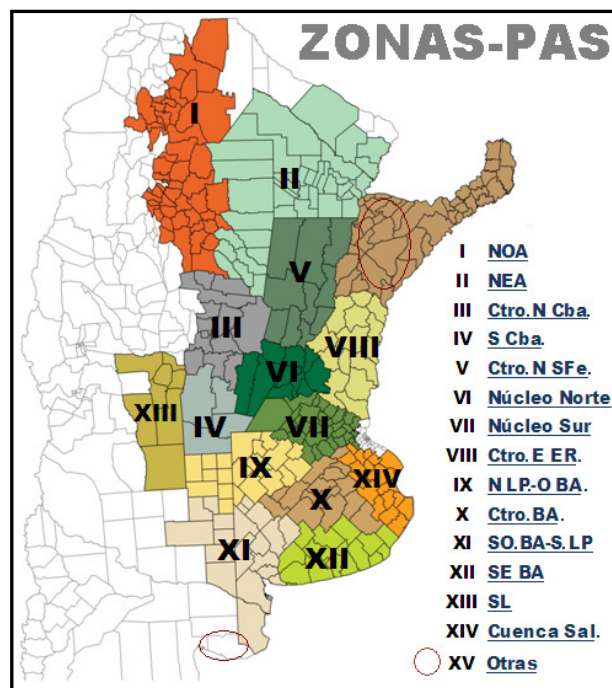 ZONAS-PAS
I
II
V
III
VIII
VI
XIII
IV
VII
IX
XIV
X
XI
XII
I NOA
II NEA
III Ctro.N Cba.
IV S Cba.
V Ctro.N SFe.
VI Núcleo Norte
VII Núcleo Sur
VIII Ctro.E ER.
IX N LP.-O BA.
X Ctro.BA.
XI SO.BA-S.LP
XII SE BA
XIII SL
XIV Cuenca Sal.
XV Otras